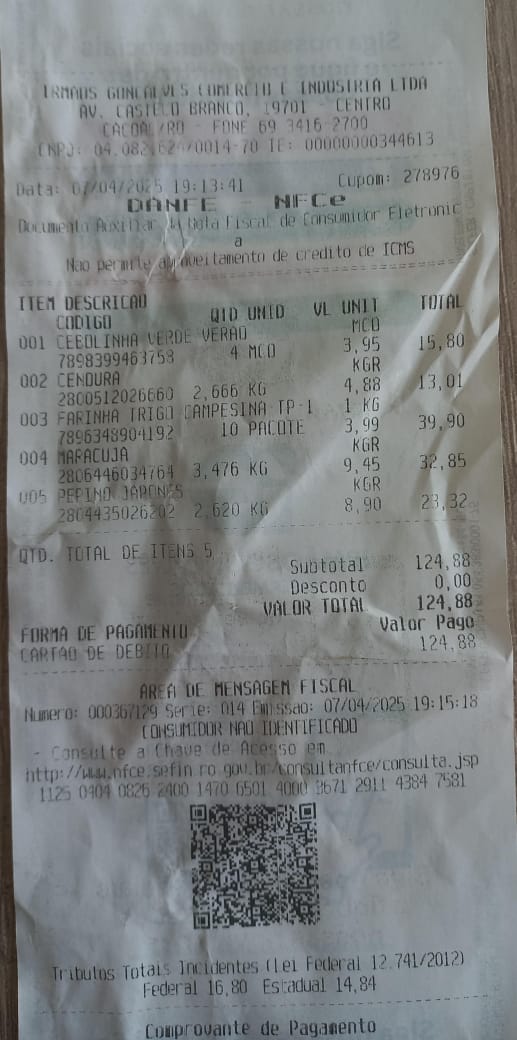 IRMAOS GONCALVES COMERCIO E INDUSTRIA LTDA
AV. CASTELO BRANCO, 19701 - CENTRO
CACOAL/RO - FONE 69 3416-2700
CNPJ: 04.082.624/0014-70 IE: 00000000344613
Data: 07/04/2025 19:13:41 Cupom: 278976
DANFE - NFCe
Documento Auxiliar da Nota Fiscal de Consumidor Eletronic
a
Nao permite aproveitamento de credito de ICMS
ITEM DESCRICAO
CODIGO QTD UNID VL UNIT TOTAL
001 CEBOLINHA VERDE VERAO MCO
7898399463758 4 MCO 3,95 15,80
002 CENOURA KGR
2800512026660 2,666 KG 4,88 13,01
003 FARINHA TRIGO CAMPESINA TP-1 1 KG
7896348904192 10 PACOTE 3,99 39,90
004 MARACUJA KGR
2806446034764 3,476 KG 9,45 32,85
005 PEPINO JAPONES KGR
2804435026202 2,620 KG 8,90 23,32
QTD. TOTAL DE ITENS 5
Subtotal 124,88
Desconto 0,00
VALOR TOTAL 124,88
FORMA DE PAGAMENTO Valor Pago
CARTAO DE DEBITO 124,88
AREA DE MENSAGEM FISCAL
Numero: 000367129 Serie: 014 Emissao: 07/04/2025 19:15:18
CONSUMIDOR NAO IDENTIFICADO
- Consulte a Chave de Acesso em
http://www.nfce.sefin.ro.gov.br/consultanfce/consulta.jsp
1125 0404 0826 2400 1470 6501 4000 3671 2911 4384 7581
Tributos Totais Incidentes (Lei Federal 12.741/2012)
Federal 16,80 Estadual 14,84
Comprovante de Pagamento